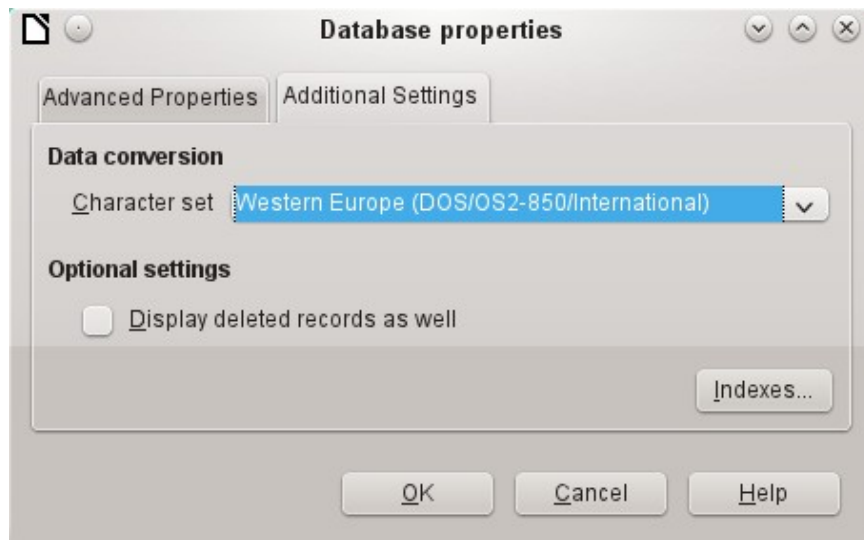 Database properties
Advanced Properties Additional Settings
Data conversion
Character set Western Europe (DOS/OS2-850/International)
Optional settings
Display deleted records as well
Indexes...
OK Cancel Help